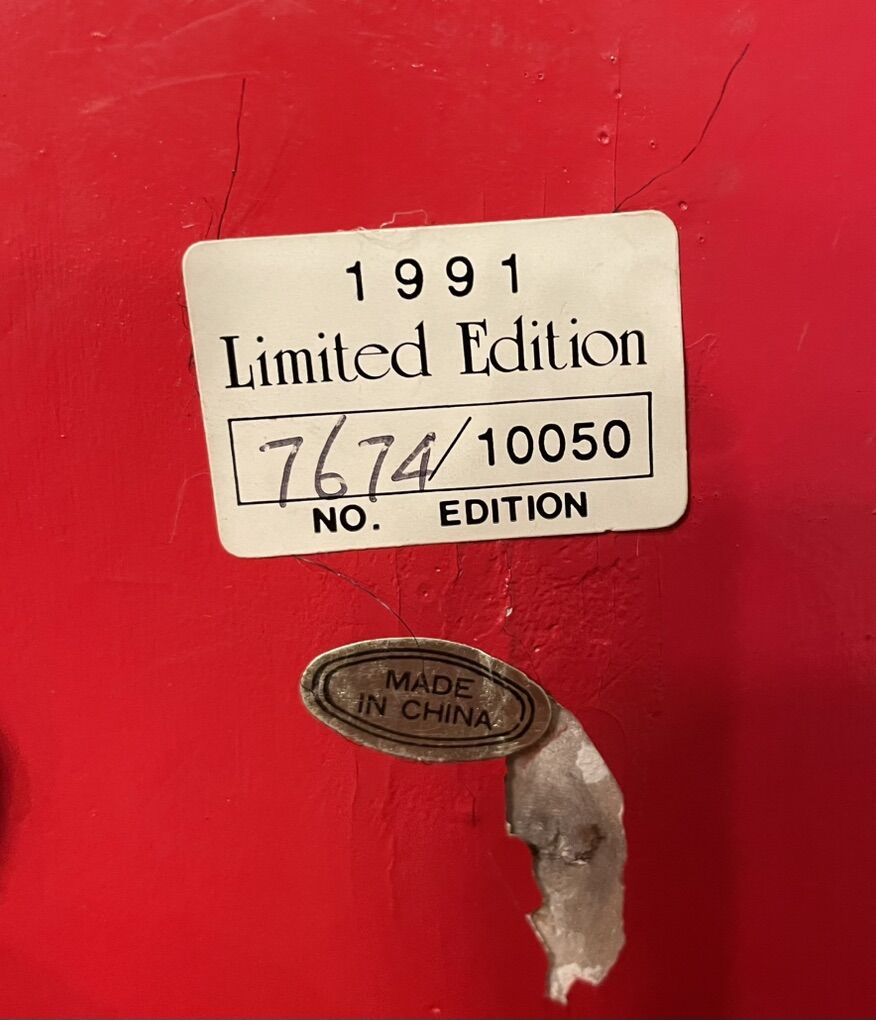 1991
Limited Edition
7674/10050
NO. EDITION
MADE
IN CHINA